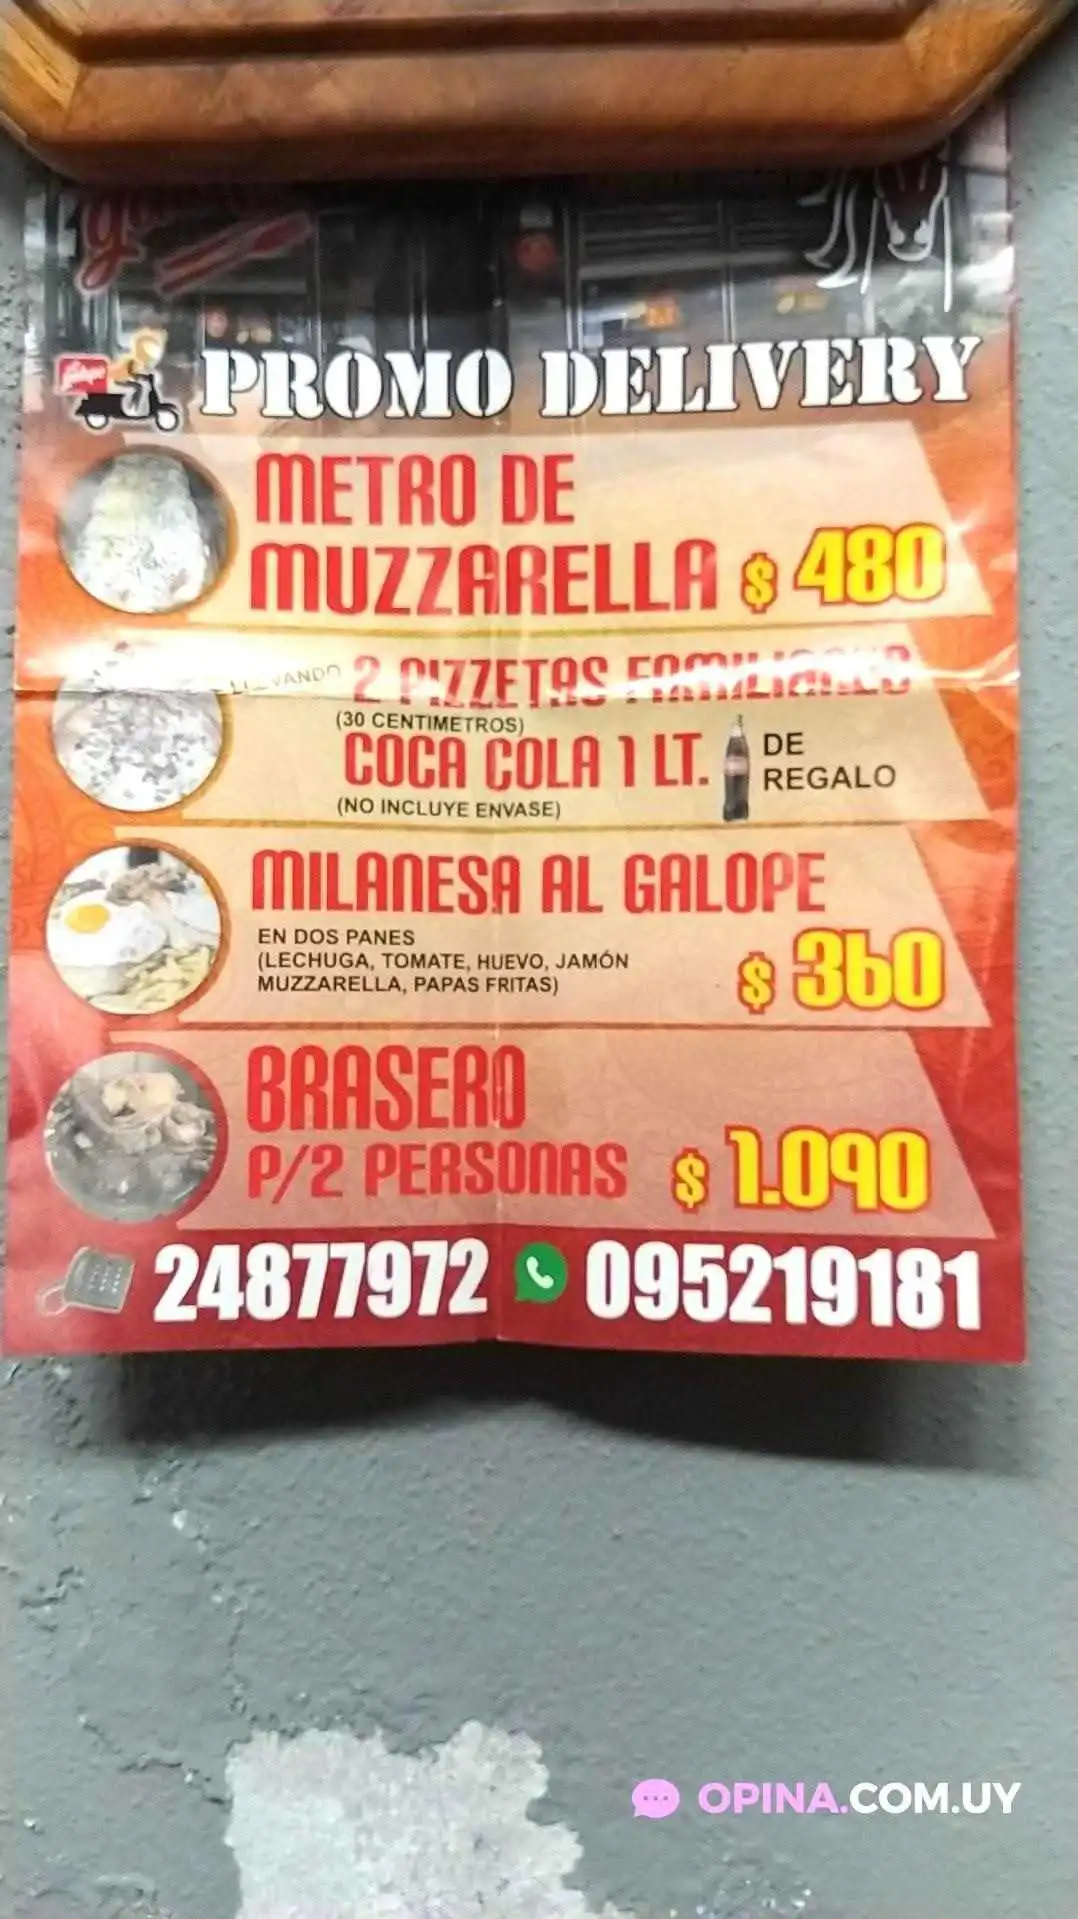 PROMO DELIVERY
METRO DE
MUZZARELLA $ 480
LLEVANDO 2 PIZZETAS FAMILIARES
(30 CENTIMETROS)
COCA COLA 1 LT. DE
REGALO
(NO INCLUYE ENVASE)
MILANESA AL GALOPE
EN DOS PANES
(LECHUGA, TOMATE, HUEVO, JAMÓN
MUZZARELLA, PAPAS FRITAS)
$ 360
BRASERO
P/2 PERSONAS $ 1.090
24877972 095219181
OPINA.COM.UY